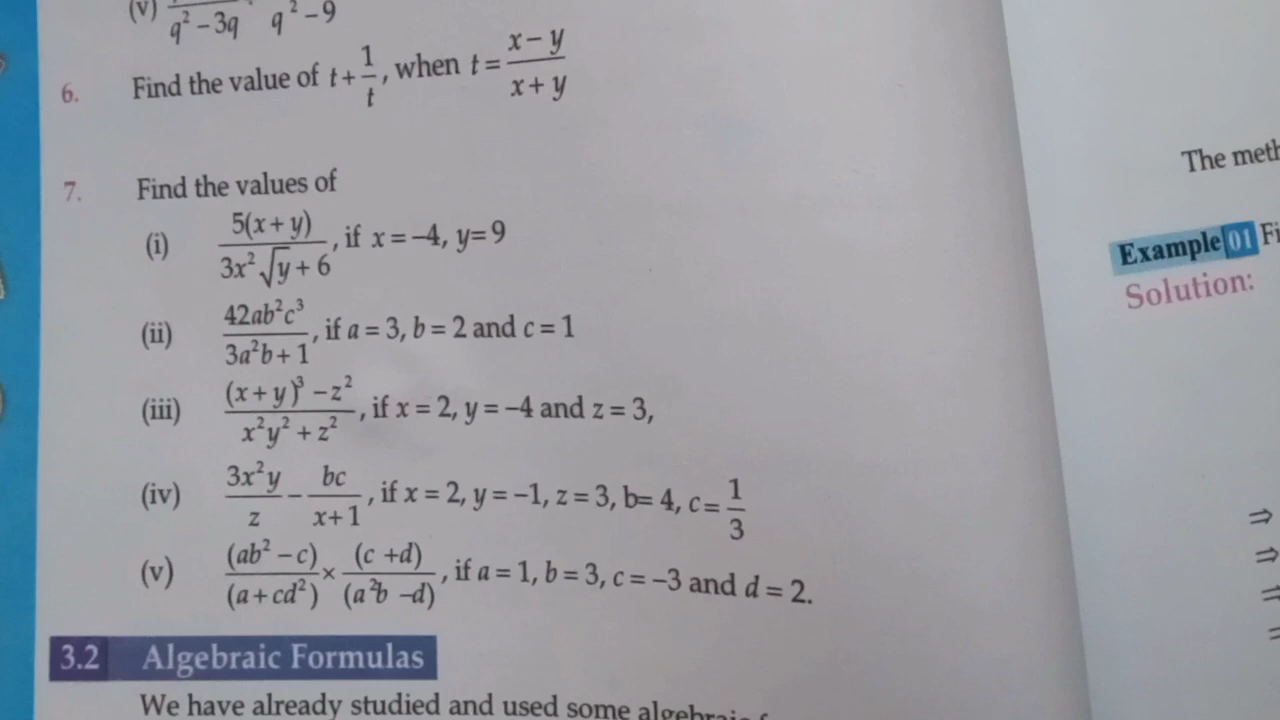 (v) q² – 3q q² – 9
6. Find the value of t + 1/t, when t = (x – y)/(x + y)
7. Find the values of
(i) 5(x + y)/(3x²√y + 6), if x = –4, y = 9
(ii) 42ab²c³/(3a²b + 1), if a = 3, b = 2 and c = 1
(iii) ((x + y)³ – z²)/(x²y² + z²), if x = 2, y = –4 and z = 3,
(iv) 3x²y/z – bc/(x + 1), if x = 2, y = –1, z = 3, b = 4, c = 1/3
(v) (ab² – c)/(a + cd²) × (c + d)/(a²b – d), if a = 1, b = 3, c = –3 and d = 2.
3.2 Algebraic Formulas
We have already studied and used some
The
Example 01
Solution:
⇒
⇒